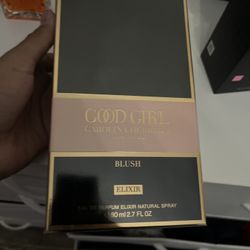 GOOD GIRL
CAROLINA HERRERA
BLUSH
ELIXIR
EAU DE PARFUM ELIXIR NATURAL SPRAY
80 ml 2.7 FL OZ